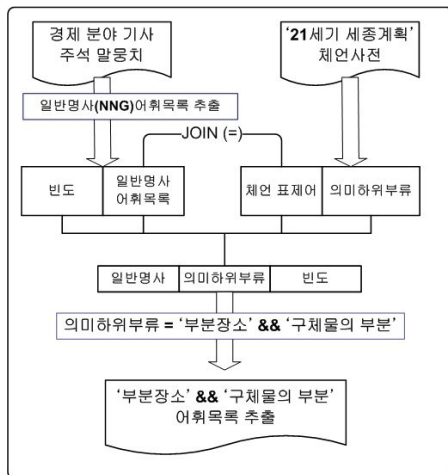 경제 분야 기사
주석 말뭉치
‘21세기 세종계획’
체언사전
일반명사(NNG)어휘목록 추출
JOIN (=)
빈도
일반명사
어휘목록
체언 표제어
의미하위부류
일반명사
의미하위부류
빈도
의미하위부류 = ‘부분장소’ && ‘구체물의 부분’
‘부분장소’ && ‘구체물의 부분’
어휘목록 추출